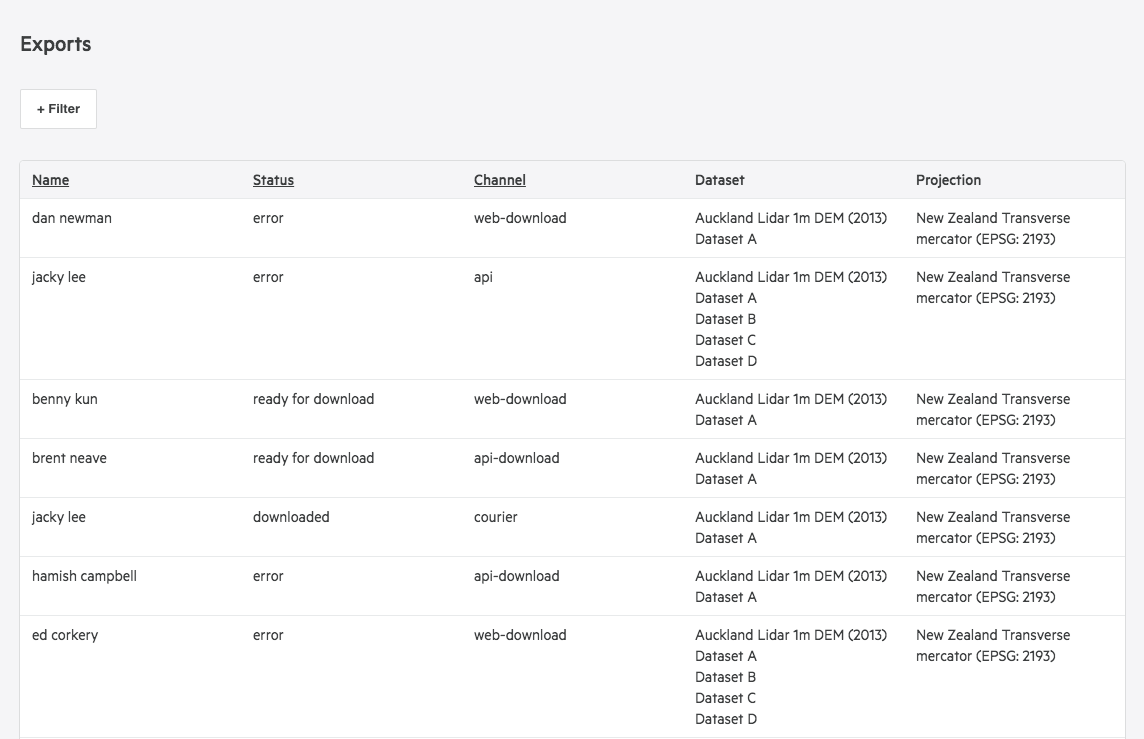 Exports
+ Filter
Name Status Channel Dataset Projection
dan newman error web-download Auckland Lidar 1m DEM (2013) New Zealand Transverse
Dataset A mercator (EPSG: 2193)
jacky lee error api Auckland Lidar 1m DEM (2013) New Zealand Transverse
Dataset A mercator (EPSG: 2193)
Dataset B
Dataset C
Dataset D
benny kun ready for download web-download Auckland Lidar 1m DEM (2013) New Zealand Transverse
Dataset A mercator (EPSG: 2193)
brent neave ready for download api-download Auckland Lidar 1m DEM (2013) New Zealand Transverse
Dataset A mercator (EPSG: 2193)
jacky lee downloaded courier Auckland Lidar 1m DEM (2013) New Zealand Transverse
Dataset A mercator (EPSG: 2193)
hamish campbell error api-download Auckland Lidar 1m DEM (2013) New Zealand Transverse
Dataset A mercator (EPSG: 2193)
ed corkery error web-download Auckland Lidar 1m DEM (2013) New Zealand Transverse
Dataset A mercator (EPSG: 2193)
Dataset B
Dataset C
Dataset D